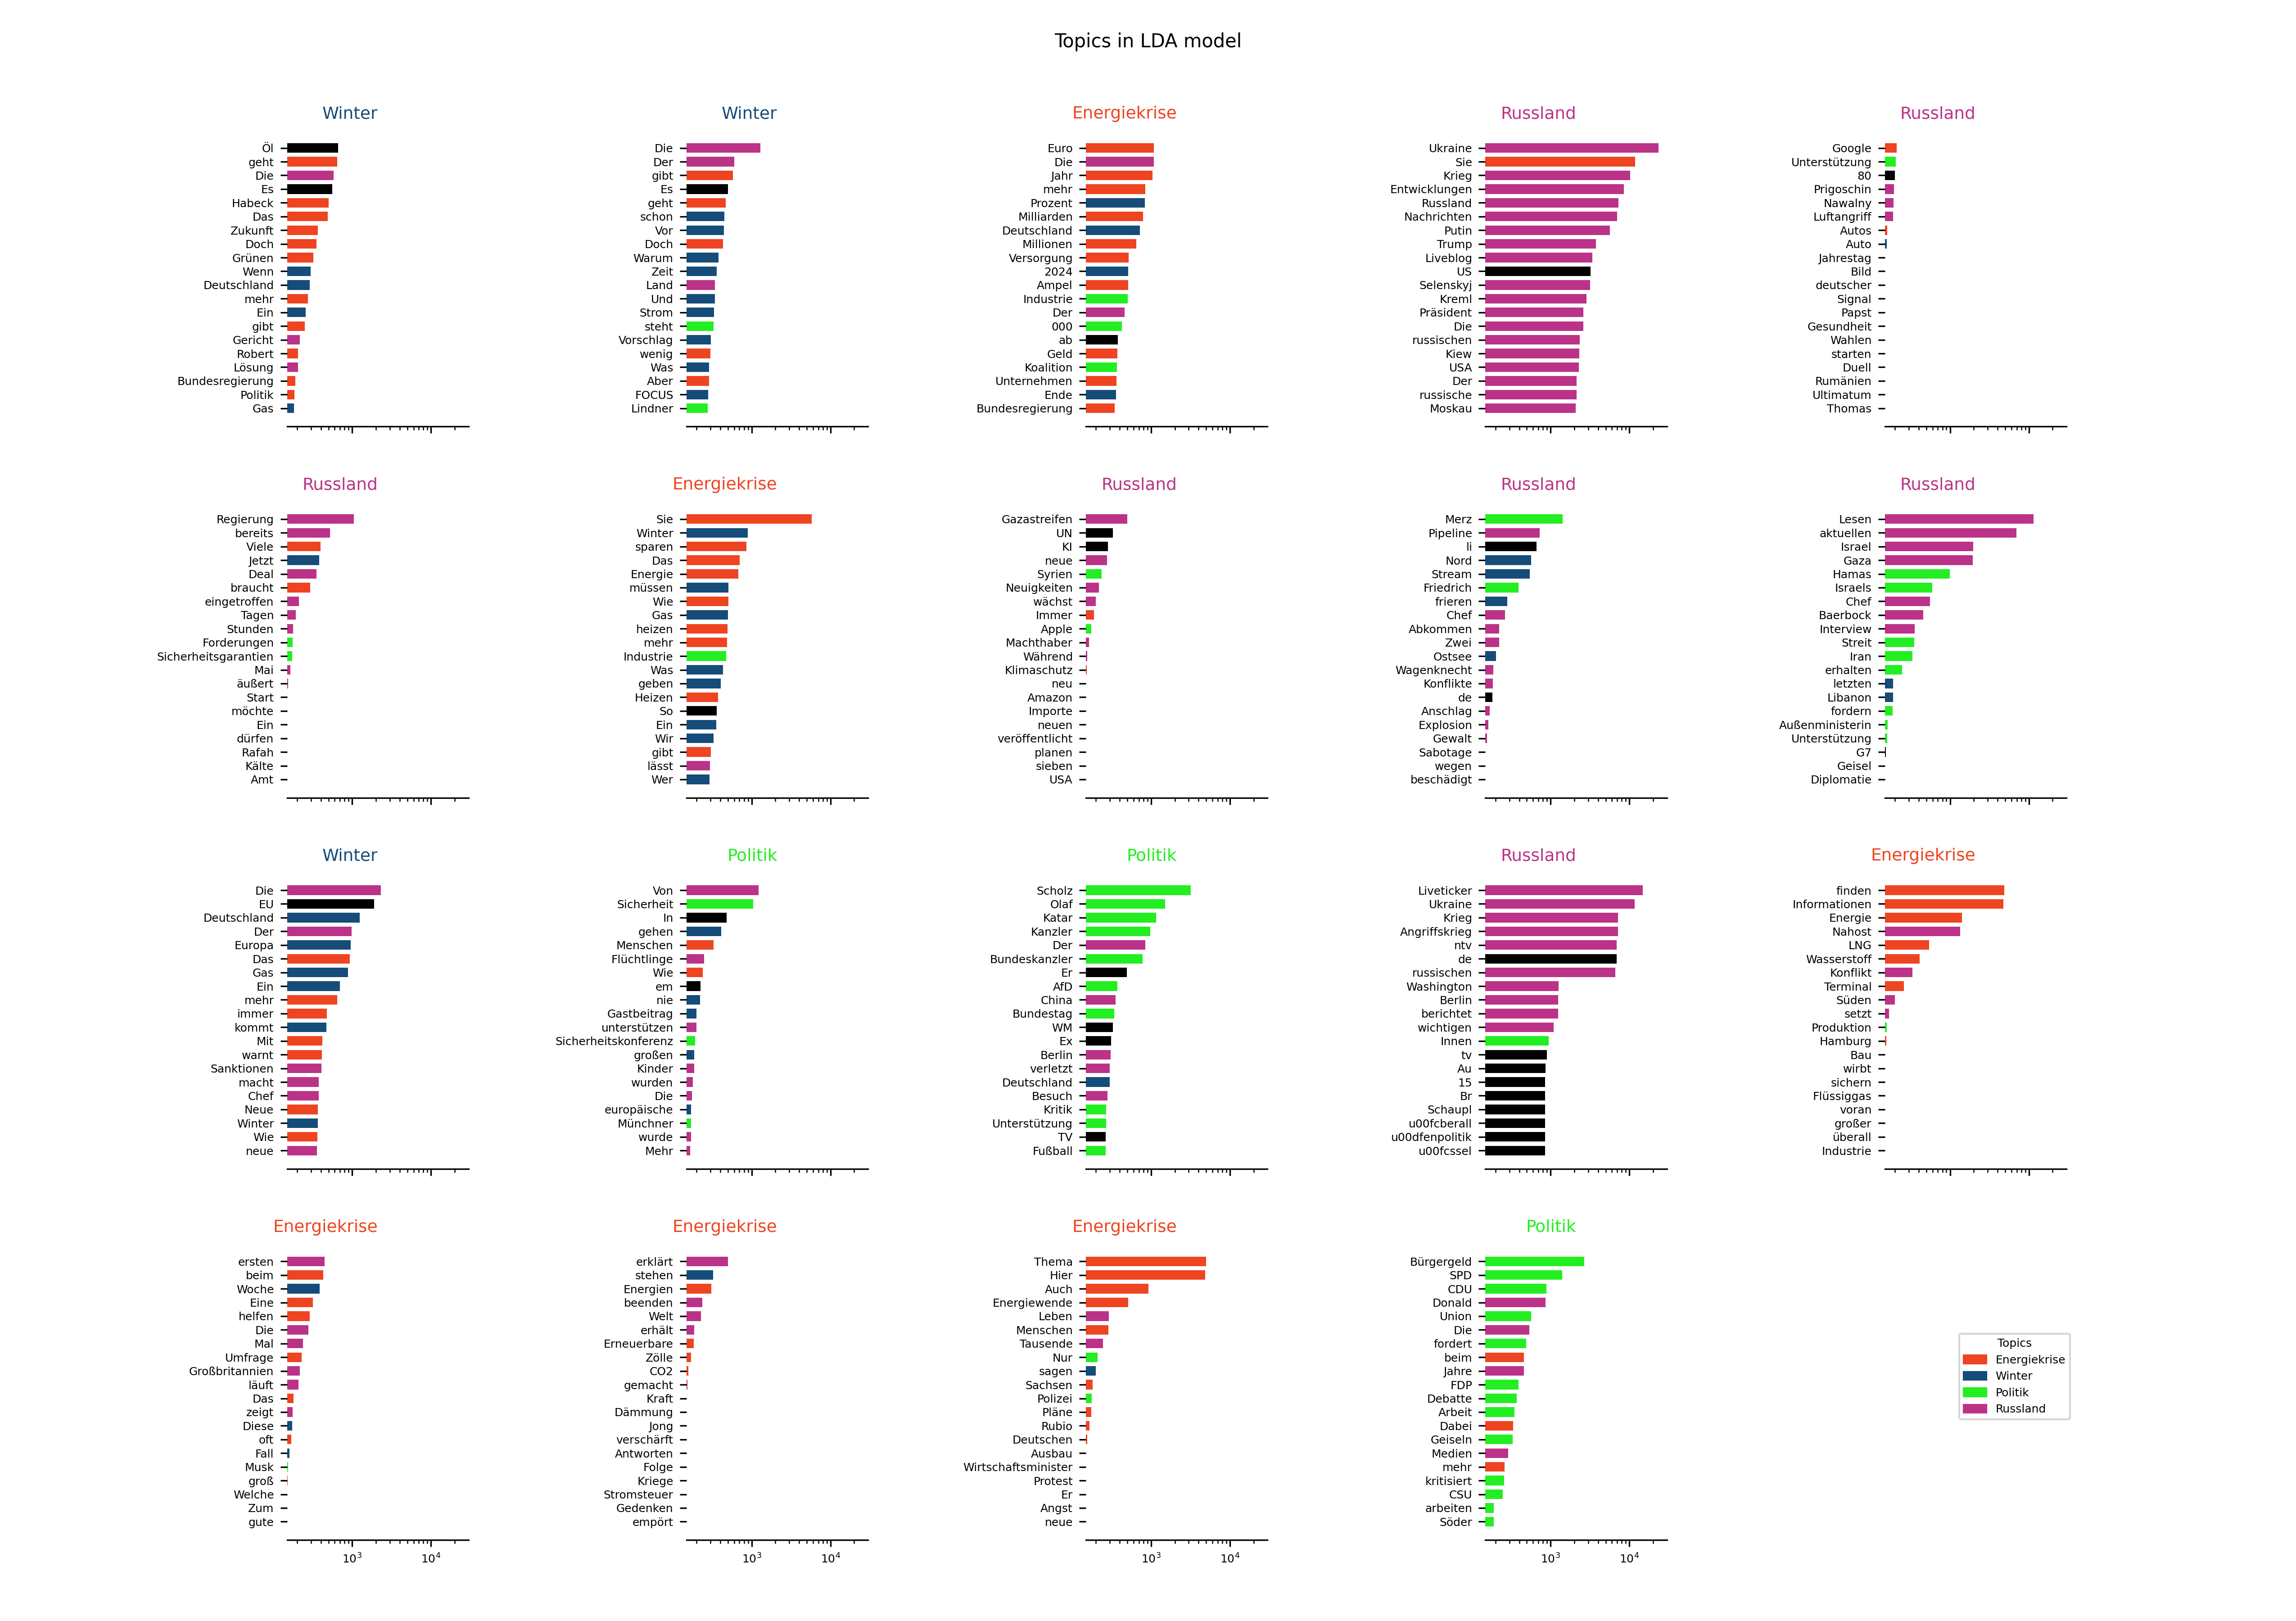 Topics in LDA model
Winter
Öl
geht
Die
Es
Habeck
Das
Zukunft
Doch
Grünen
Wenn
Deutschland
mehr
Ein
gibt
Gericht
Robert
Lösung
Bundesregierung
Politik
Gas
Winter
Die
Der
gibt
Es
geht
schon
Vor
Doch
Warum
Zeit
Land
Und
Strom
steht
Vorschlag
wenig
Was
Aber
FOCUS
Lindner
Energiekrise
Euro
Die
Jahr
mehr
Prozent
Milliarden
Deutschland
Millionen
Versorgung
2024
Ampel
Industrie
Der
000
ab
Geld
Koalition
Unternehmen
Ende
Bundesregierung
Russland
Ukraine
Sie
Krieg
Entwicklungen
Russland
Nachrichten
Putin
Trump
Liveblog
US
Selenskyj
Kreml
Präsident
Die
russischen
Kiew
USA
Der
russische
Moskau
Russland
Google
Unterstützung
80
Prigoschin
Nawalny
Luftangriff
Autos
Auto
Jahrestag
Bild
deutscher
Signal
Papst
Gesundheit
Wahlen
starten
Duell
Rumänien
Ultimatum
Thomas
Russland
Regierung
bereits
Viele
Jetzt
Deal
braucht
eingetroffen
Tagen
Stunden
Forderungen
Sicherheitsgarantien
Mai
äußert
Start
möchte
Ein
dürfen
Rafah
Kälte
Amt
Energiekrise
Sie
Winter
sparen
Das
Energie
müssen
Wie
Gas
heizen
mehr
Industrie
Was
geben
Heizen
So
Ein
Wir
gibt
lässt
Wer
Russland
Gazastreifen
UN
KI
neue
Syrien
Neuigkeiten
wächst
Immer
Apple
Machthaber
Während
Klimaschutz
neu
Amazon
Importe
neuen
veröffentlicht
planen
sieben
USA
Russland
Merz
Pipeline
li
Nord
Stream
Friedrich
frieren
Chef
Abkommen
Zwei
Ostsee
Wagenknecht
Konflikte
de
Anschlag
Explosion
Gewalt
Sabotage
wegen
beschädigt
Russland
Lesen
aktuellen
Israel
Gaza
Hamas
Israels
Chef
Baerbock
Interview
Streit
Iran
erhalten
letzten
Libanon
fordern
Außenministerin
Unterstützung
G7
Geisel
Diplomatie
Winter
Die
EU
Deutschland
Der
Europa
Das
Gas
Ein
mehr
immer
kommt
Mit
warnt
Sanktionen
macht
Chef
Neue
Winter
Wie
neue
Politik
Von
Sicherheit
In
gehen
Menschen
Flüchtlinge
Wie
em
nie
Gastbeitrag
unterstützen
Sicherheitskonferenz
großen
Kinder
wurden
Die
europäische
Münchner
wurde
Mehr
Politik
Scholz
Olaf
Katar
Kanzler
Der
Bundeskanzler
Er
AfD
China
Bundestag
WM
Ex
Berlin
verletzt
Deutschland
Besuch
Kritik
Unterstützung
TV
Fußball
Russland
Liveticker
Ukraine
Krieg
Angriffskrieg
ntv
de
russischen
Washington
Berlin
berichtet
wichtigen
Innen
tv
Au
15
Br
Schaupl
u00fcberall
u00dfenpolitik
u00fcssel
Energiekrise
finden
Informationen
Energie
Nahost
LNG
Wasserstoff
Konflikt
Terminal
Süden
setzt
Produktion
Hamburg
Bau
wirbt
sichern
Flüssiggas
voran
großer
überall
Industrie
Energiekrise
ersten
beim
Woche
Eine
helfen
Die
Mal
Umfrage
Großbritannien
läuft
Das
zeigt
Diese
oft
Fall
Musk
groß
Welche
Zum
gute
10³ 10⁴
Energiekrise
erklärt
stehen
Energien
beenden
Welt
erhält
Erneuerbare
Zölle
CO2
gemacht
Kraft
Dämmung
Jong
verschärft
Antworten
Folge
Kriege
Stromsteuer
Gedenken
empört
10³ 10⁴
Energiekrise
Thema
Hier
Auch
Energiewende
Leben
Menschen
Tausende
Nur
sagen
Sachsen
Polizei
Pläne
Rubio
Deutschen
Ausbau
Wirtschaftsminister
Protest
Er
Angst
neue
10³ 10⁴
Politik
Bürgergeld
SPD
CDU
Donald
Union
Die
fordert
beim
Jahre
FDP
Debatte
Arbeit
Dabei
Geiseln
Medien
mehr
kritisiert
CSU
arbeiten
Söder
10³ 10⁴
Topics
Energiekrise
Winter
Politik
Russland